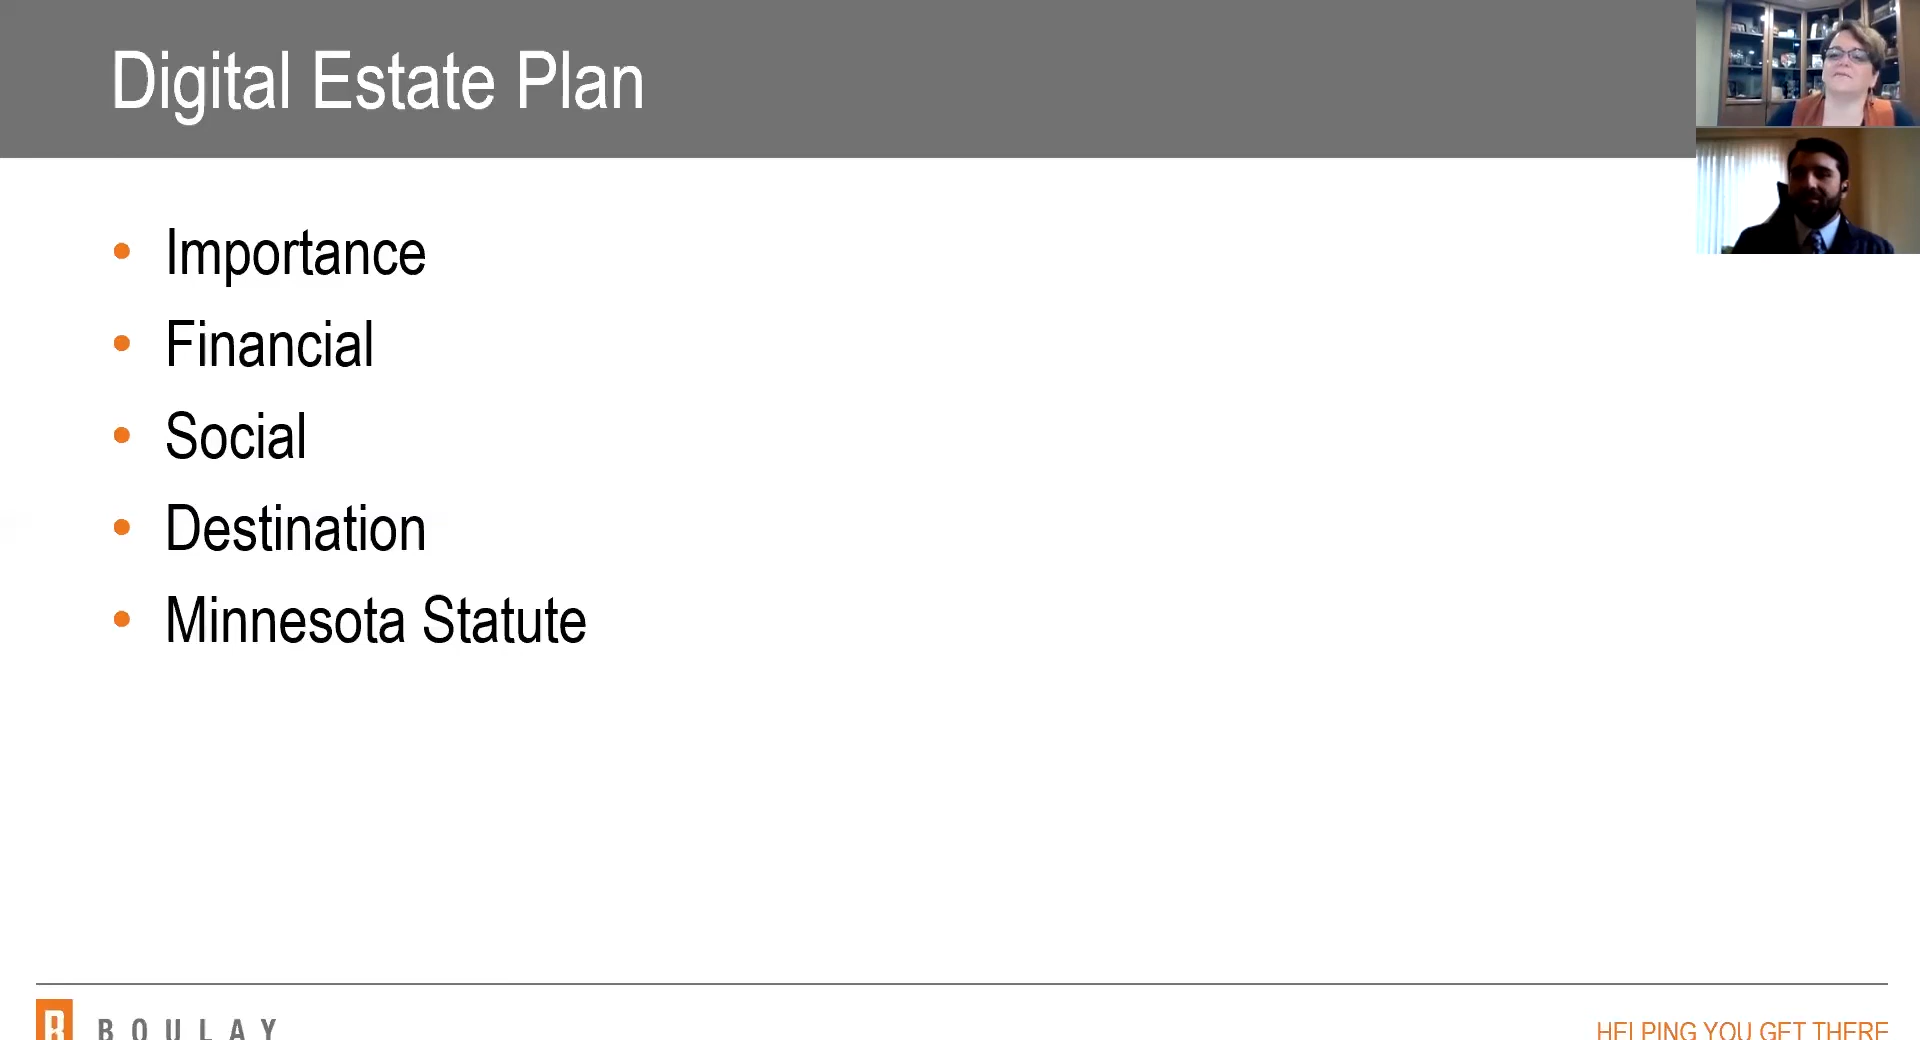 Digital Estate Plan
• Importance
• Financial
• Social
• Destination
• Minnesota Statute
B BOULAY
HELPING YOU GET THERE